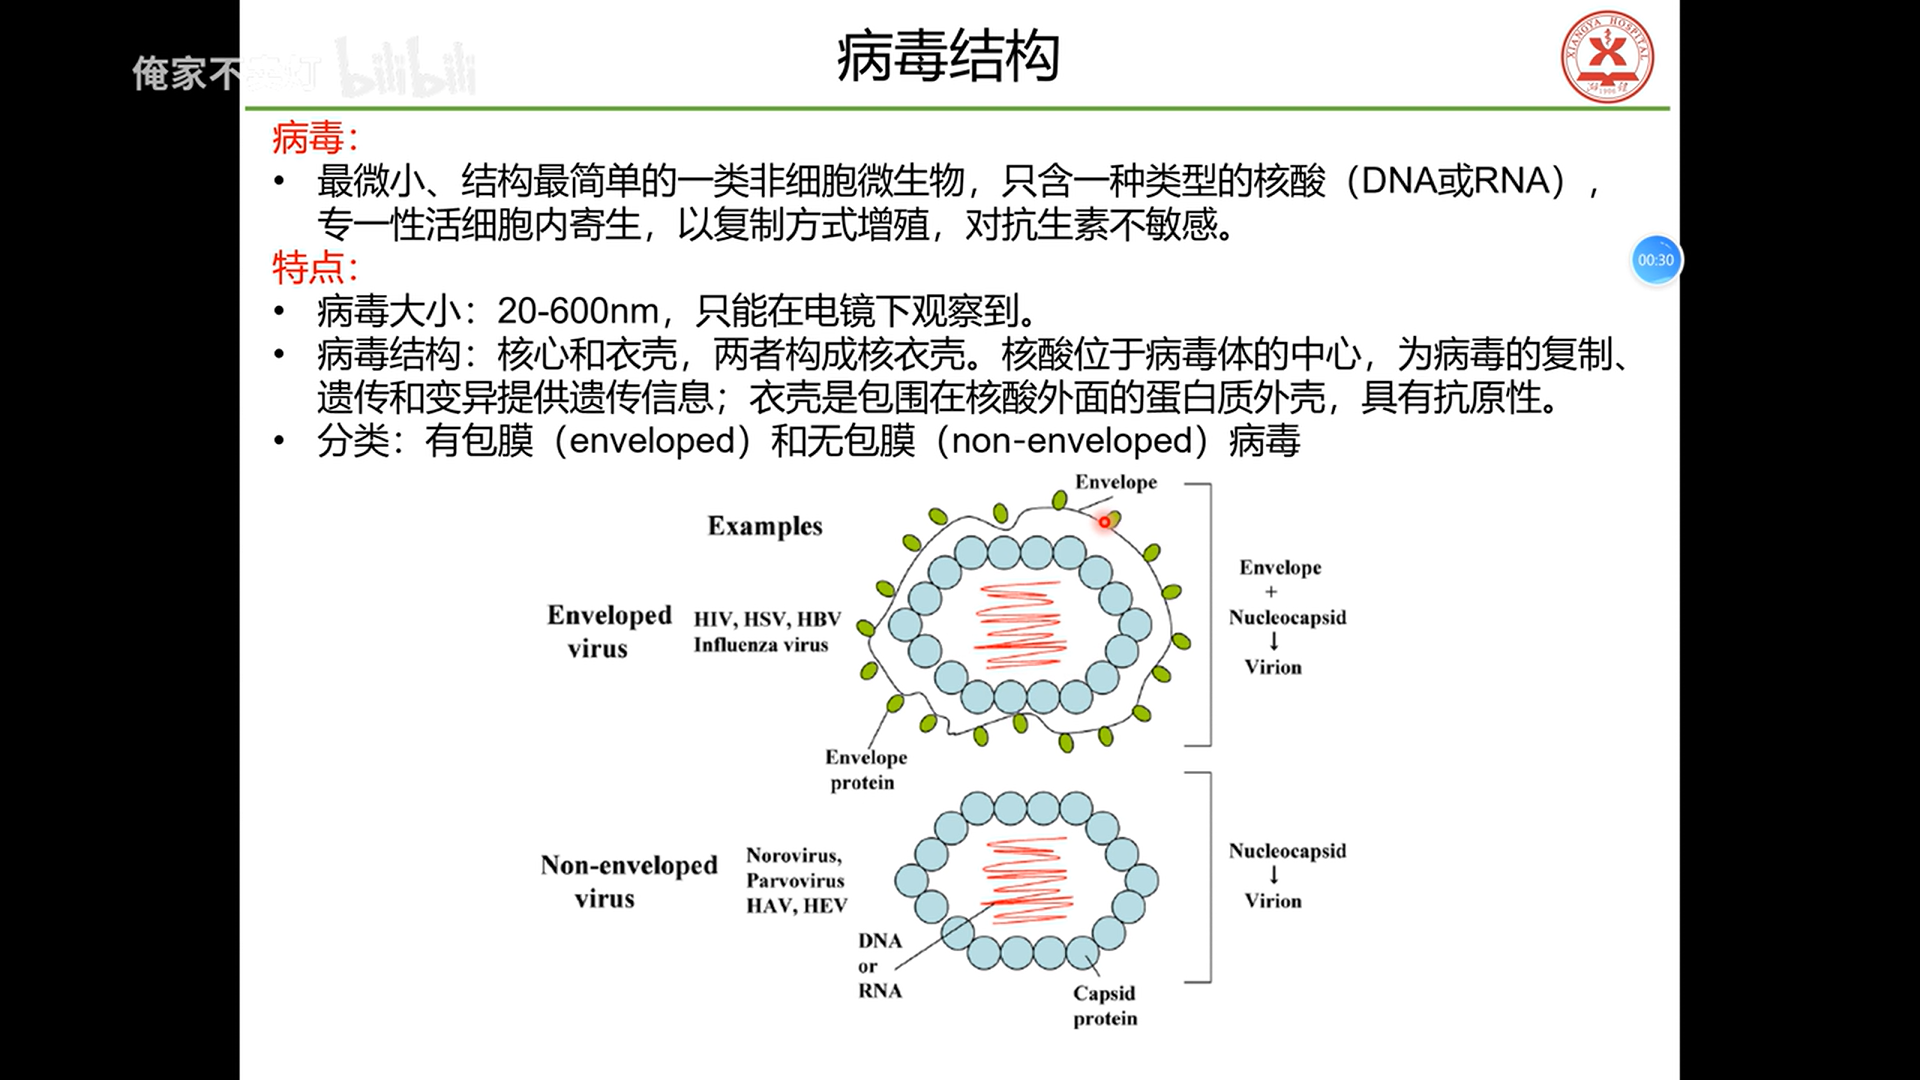 病毒结构
俺家不卖灯 bilibili
XIANGYA HOSPITAL
1906
病毒：
• 最微小、结构最简单的一类非细胞微生物，只含一种类型的核酸（DNA或RNA），
专一性活细胞内寄生，以复制方式增殖，对抗生素不敏感。
00:30
特点：
• 病毒大小：20-600nm，只能在电镜下观察到。
• 病毒结构：核心和衣壳，两者构成核衣壳。核酸位于病毒体的中心，为病毒的复制、
遗传和变异提供遗传信息；衣壳是包围在核酸外面的蛋白质外壳，具有抗原性。
• 分类：有包膜（enveloped）和无包膜（non-enveloped）病毒
Envelope
Examples
Enveloped
virus
HIV, HSV, HBV
Influenza virus
Envelope
+
Nucleocapsid
↓
Virion
Envelope
protein
Non-enveloped
virus
Norovirus,
Parvovirus
HAV, HEV
Nucleocapsid
↓
Virion
DNA
or
RNA
Capsid
protein